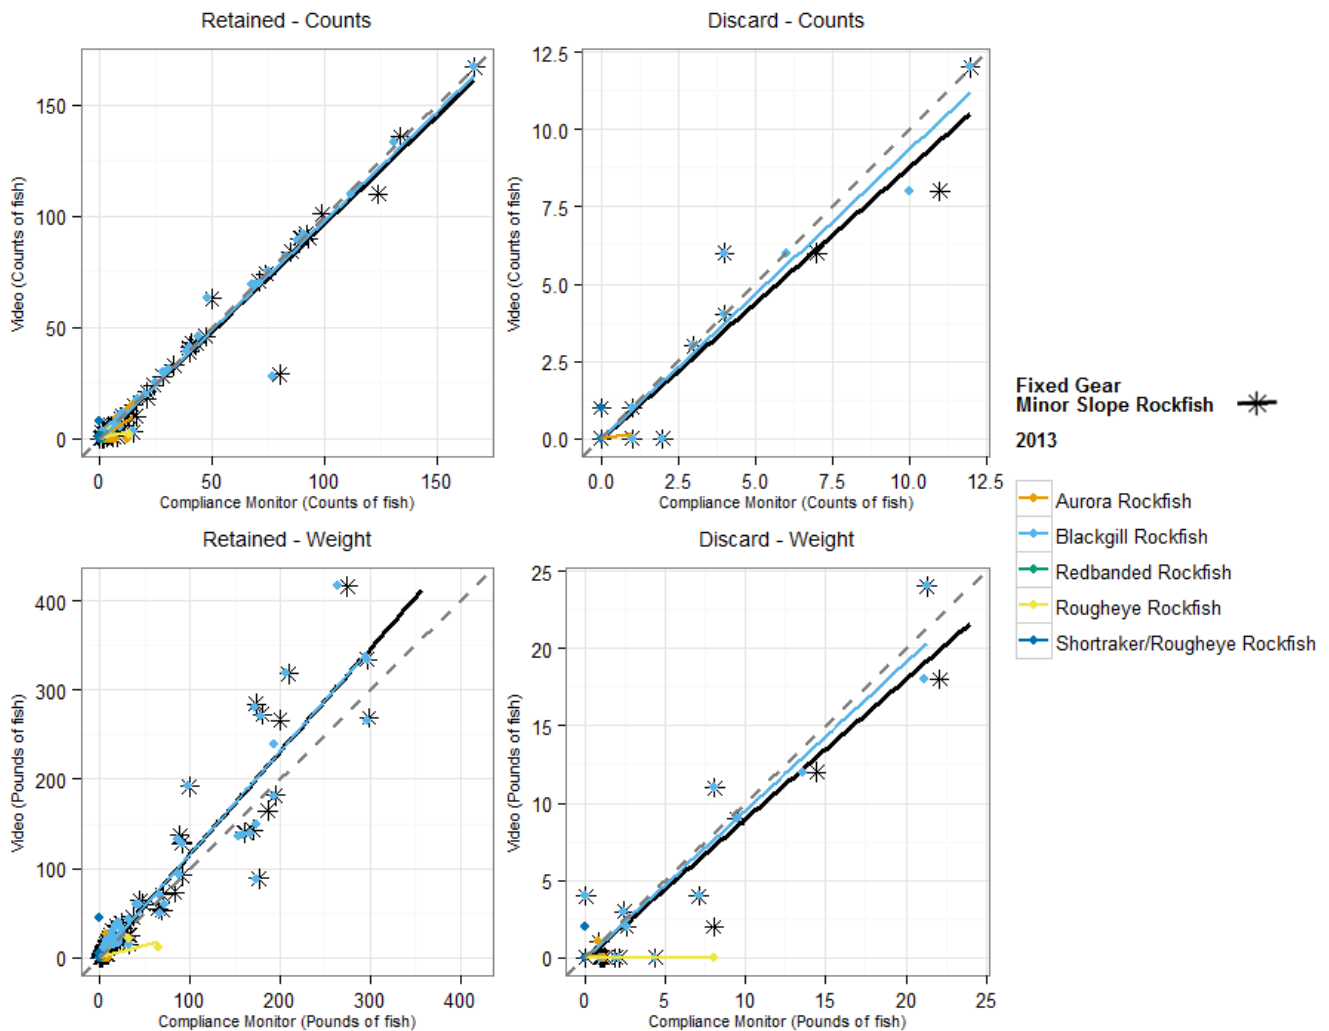 Retained - Counts
Discard - Counts
Video (Counts of fish)
150
100
50
0
0 50 100 150
Compliance Monitor (Counts of fish)
Video (Counts of fish)
12.5
10.0
7.5
5.0
2.5
0.0
0.0 2.5 5.0 7.5 10.0 12.5
Compliance Monitor (Counts of fish)
Retained - Weight
Discard - Weight
Video (Pounds of fish)
400
300
200
100
0
0 100 200 300 400
Compliance Monitor (Pounds of fish)
Video (Pounds of fish)
25
20
15
10
5
0
0 5 10 15 20 25
Compliance Monitor (Pounds of fish)
Fixed Gear
Minor Slope Rockfish
2013
Aurora Rockfish
Blackgill Rockfish
Redbanded Rockfish
Rougheye Rockfish
Shortraker/Rougheye Rockfish